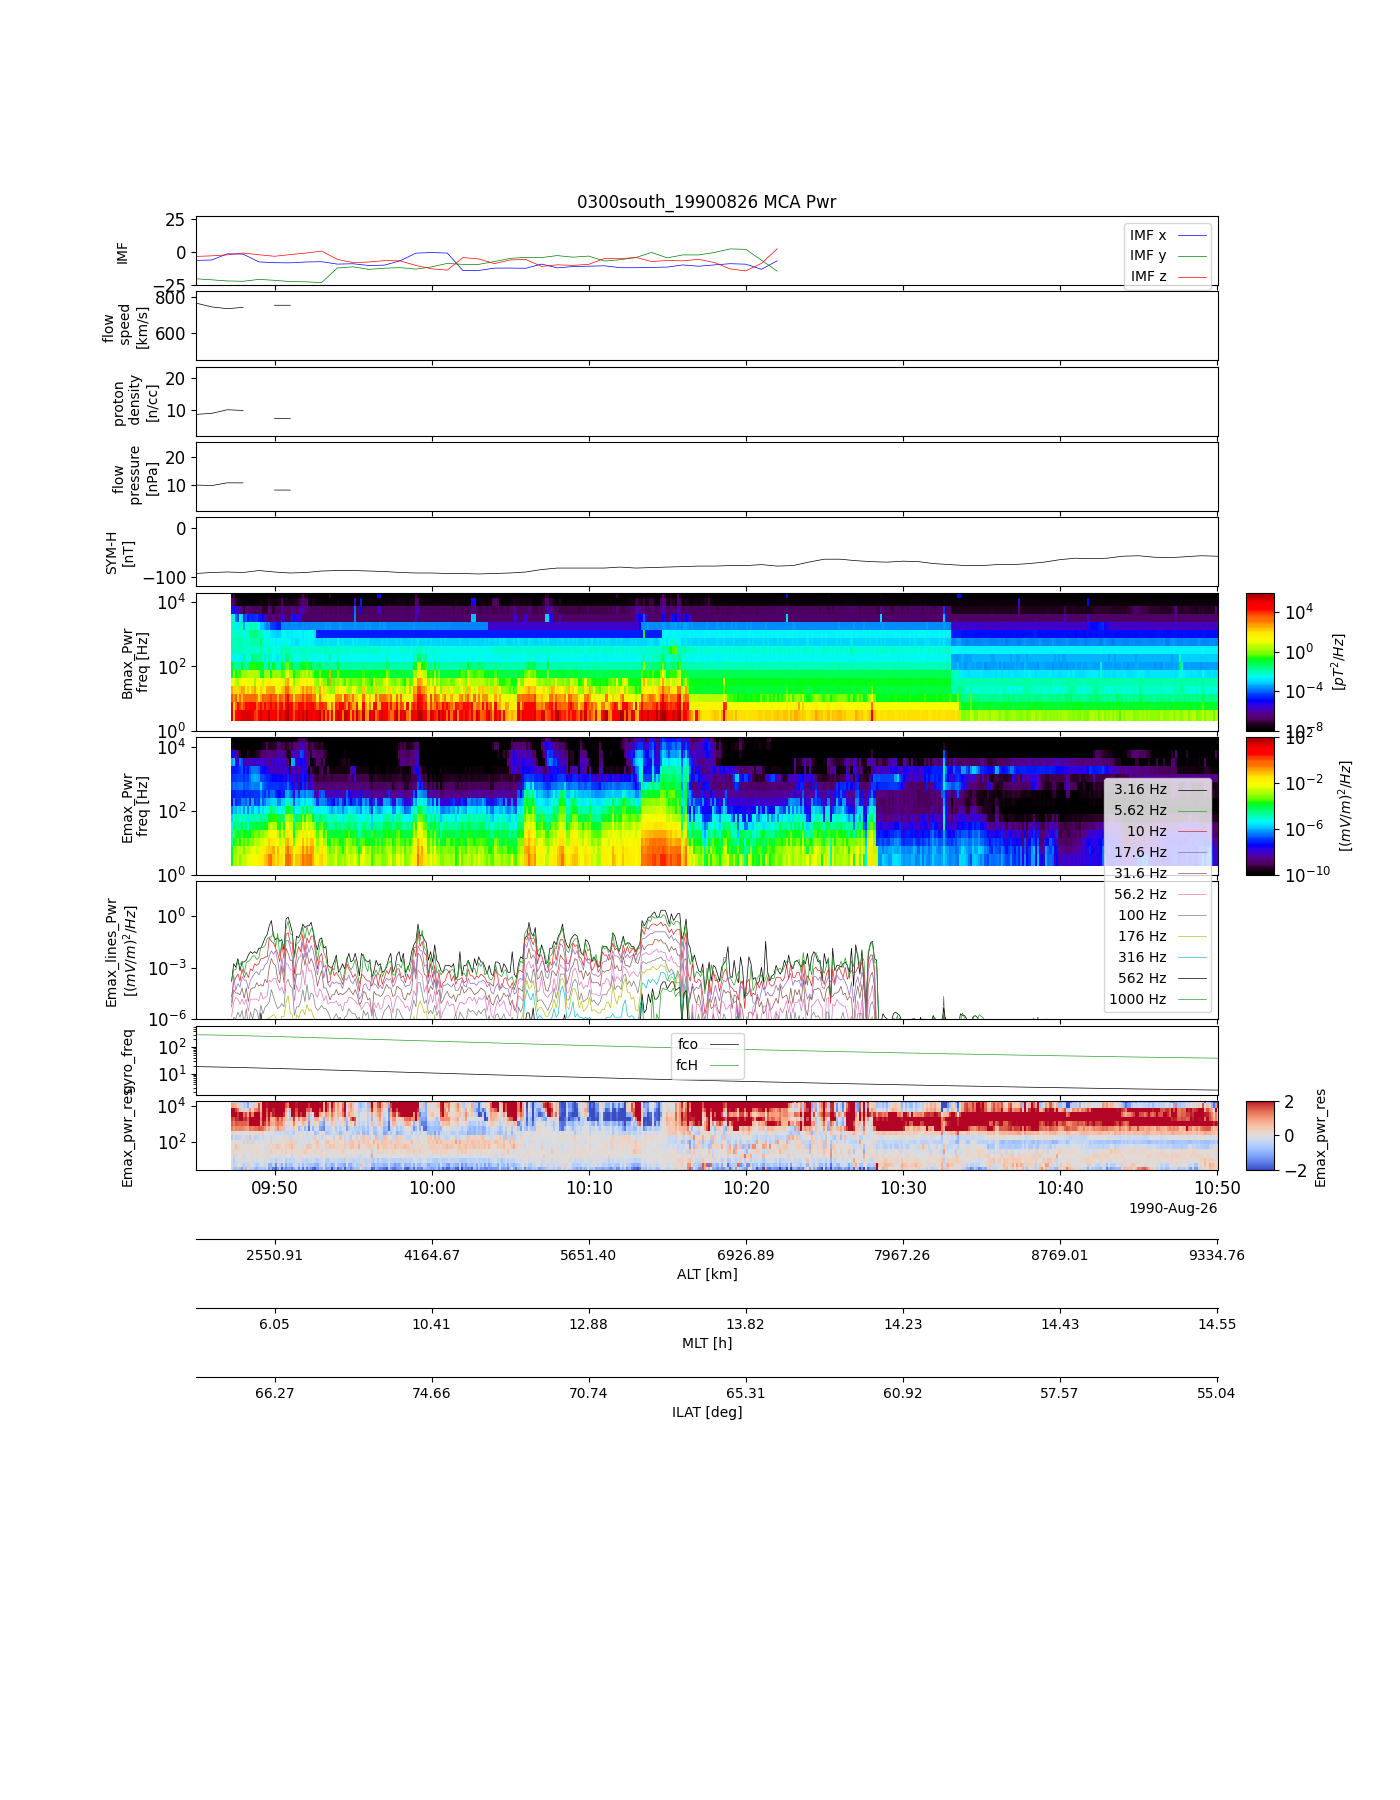 0300south_19900826 MCA Pwr
25
0
−25
IMF
IMF x
IMF y
IMF z
800
600
flow
speed
[km/s]
20
10
proton
density
[n/cc]
20
10
flow
pressure
[nPa]
0
−100
SYM-H
[nT]
10^4
10^2
10^0
Bmax_Pwr
freq [Hz]
10^4
10^0
10^−4
10^−8
[pT^2/Hz]
10^4
10^2
10^0
Emax_Pwr
freq [Hz]
10^2
10^−2
10^−6
10^−10
[(mV/m)^2/Hz]
3.16 Hz
5.62 Hz
10 Hz
17.6 Hz
31.6 Hz
56.2 Hz
100 Hz
176 Hz
316 Hz
562 Hz
1000 Hz
10^0
10^−3
10^−6
Emax_lines_Pwr
[(mV/m)^2/Hz]
10^2
10^1
gyro_freq
fco
fcH
10^4
10^2
Emax_pwr_res
2
0
−2
Emax_pwr_res
09:50 10:00 10:10 10:20 10:30 10:40 10:50
1990-Aug-26
2550.91 4164.67 5651.40 6926.89 7967.26 8769.01 9334.76
ALT [km]
6.05 10.41 12.88 13.82 14.23 14.43 14.55
MLT [h]
66.27 74.66 70.74 65.31 60.92 57.57 55.04
ILAT [deg]